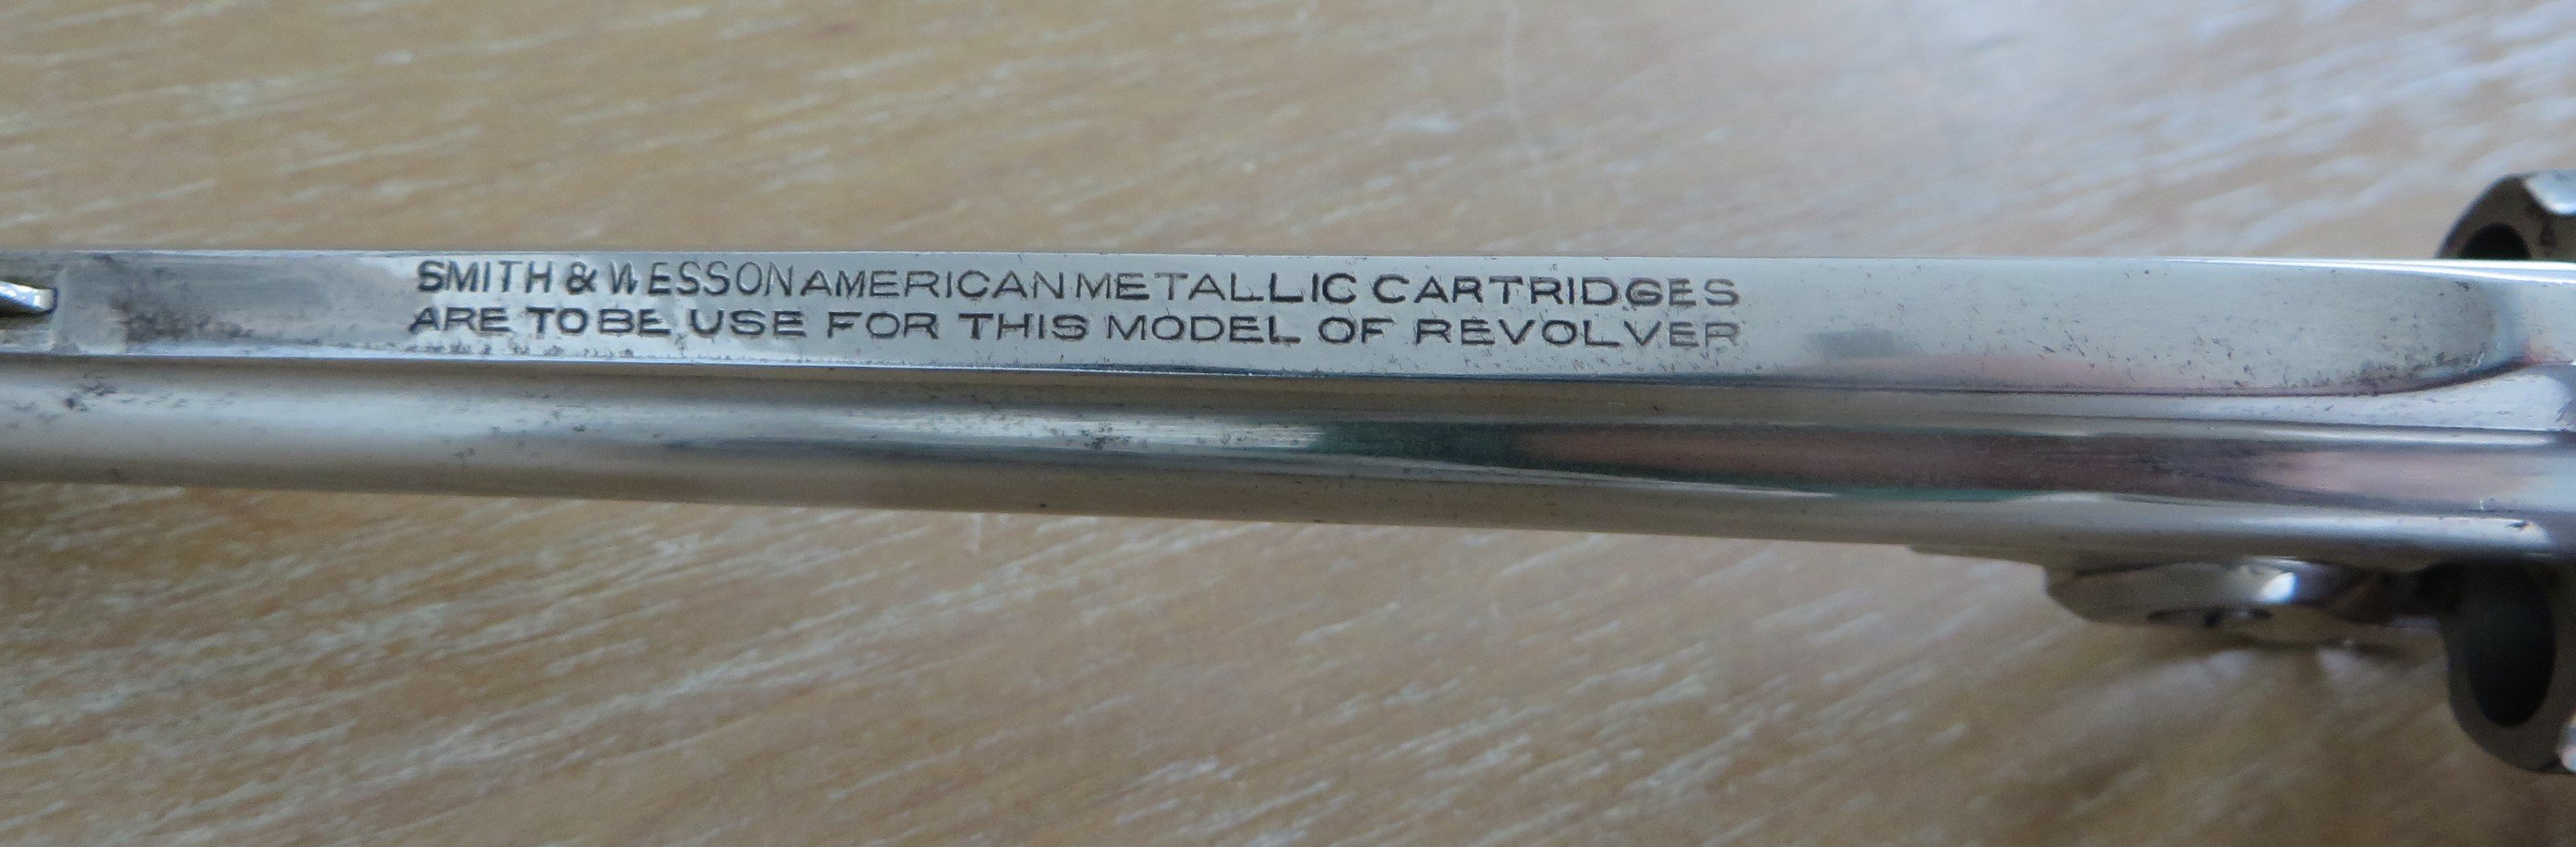 SMITH & WESSON AMERICAN METALLIC CARTRIDGES
ARE TO BE USE FOR THIS MODEL OF REVOLVER